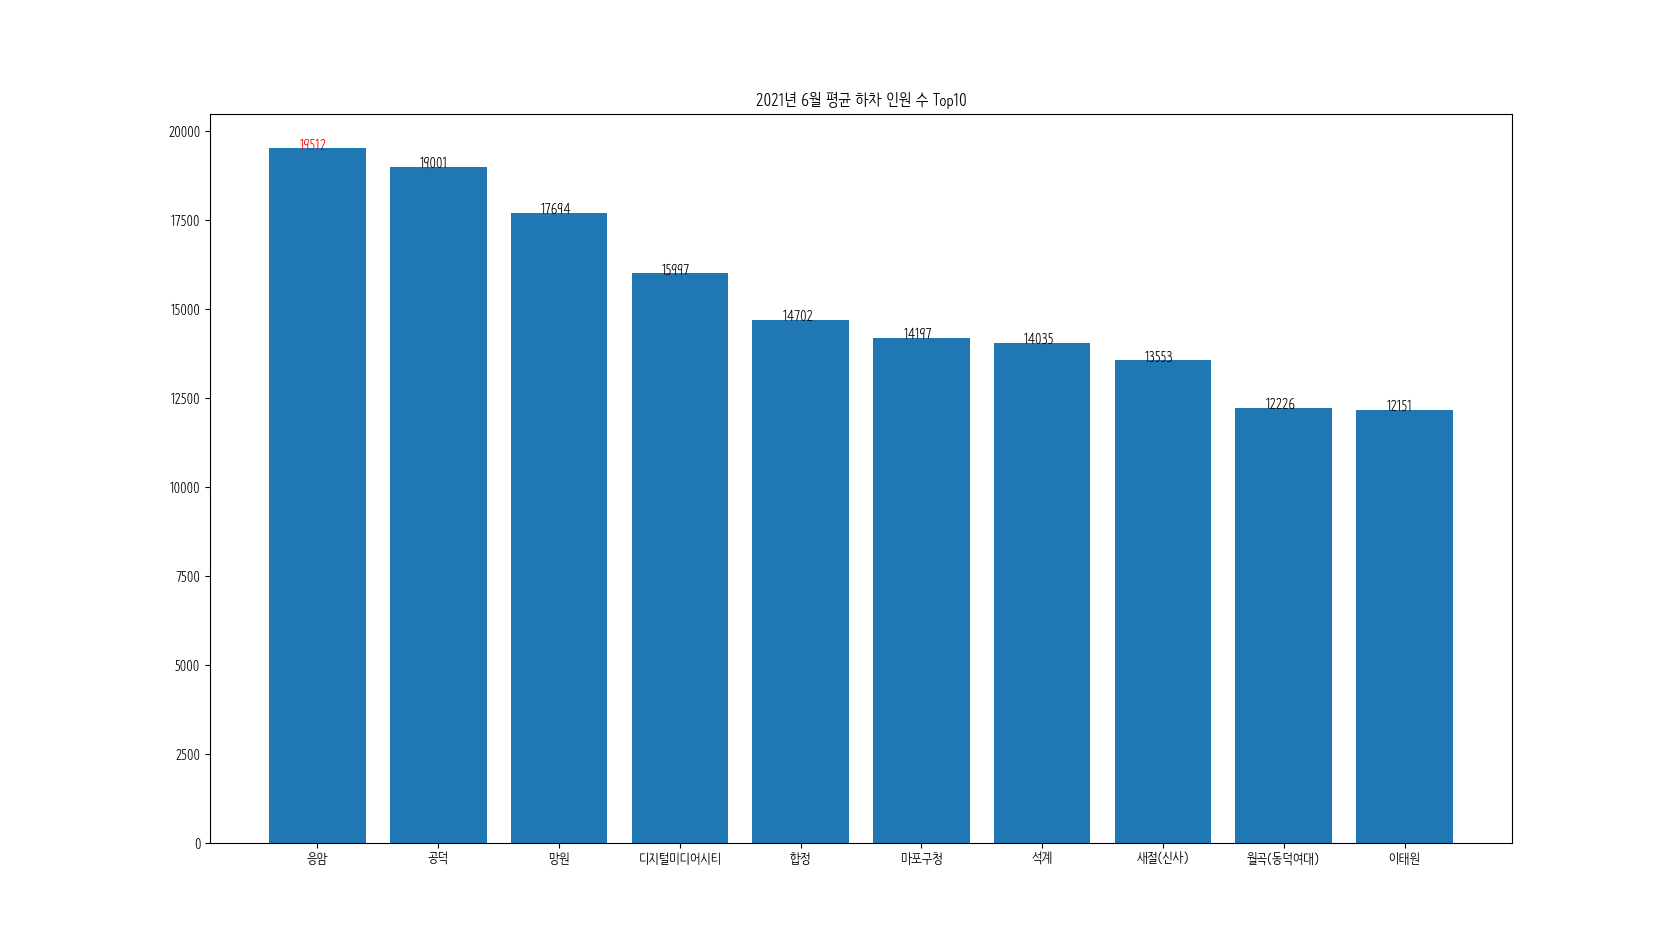 2021년 6월 평균 하차 인원 수 Top10
20000
17500
15000
12500
10000
7500
5000
2500
0
19512
19001
17694
15997
14702
14197
14035
13553
12226
12151
응암
공덕
망원
디지털미디어시티
합정
마포구청
석계
새절(신사)
월곡(동덕여대)
이태원